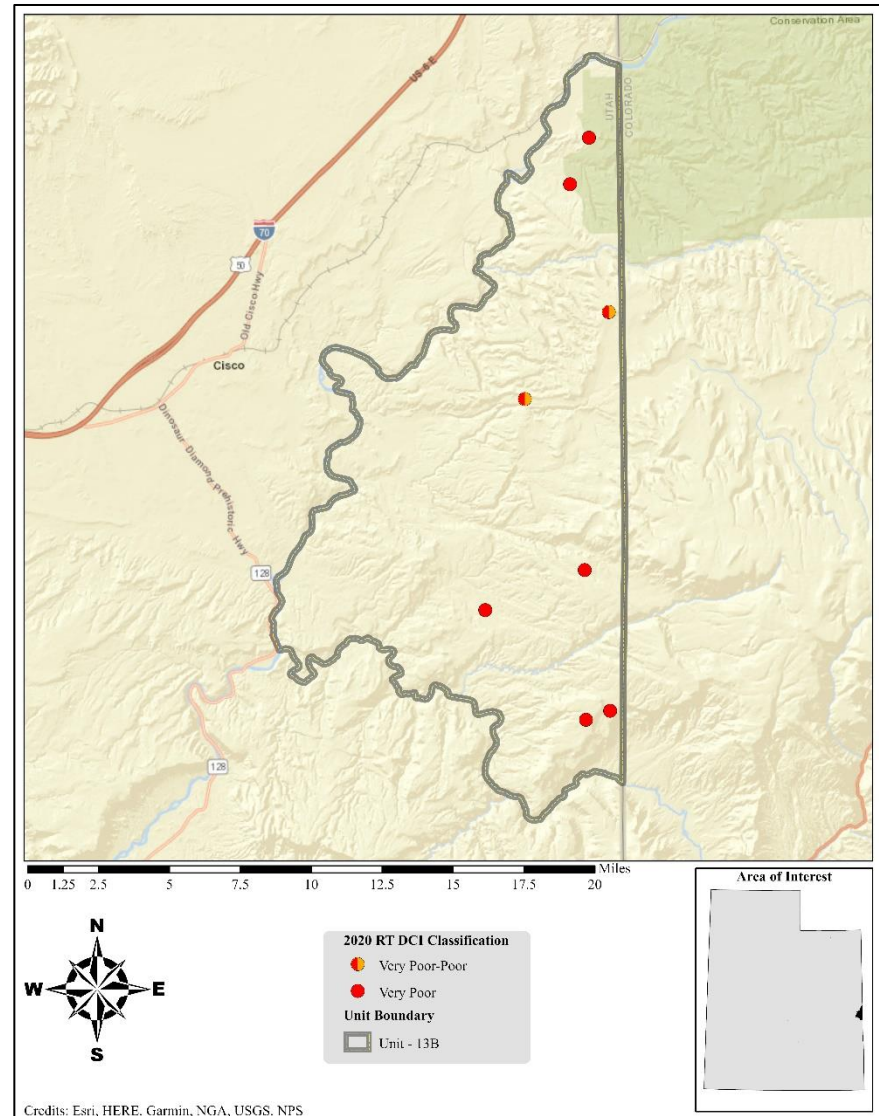 Conservation Area
US-6 E
UTAH
COLORADO
70
50
Old Cisco Hwy
Cisco
Dinosaur Diamond Prehistoric Hwy
128
128
Miles
0 1.25 2.5 5 7.5 10 12.5 15 17.5 20
N
W E
S
2020 RT DCI Classification
Very Poor-Poor
Very Poor
Unit Boundary
Unit - 13B
Area of Interest
Credits: Esri, HERE, Garmin, NGA, USGS, NPS